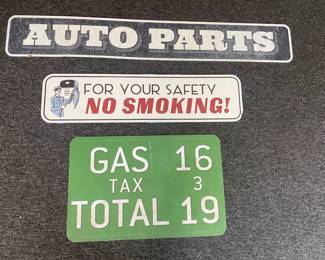 AUTO PARTS
FOR YOUR SAFETY
NO SMOKING!
GAS 16
TAX 3
TOTAL 19